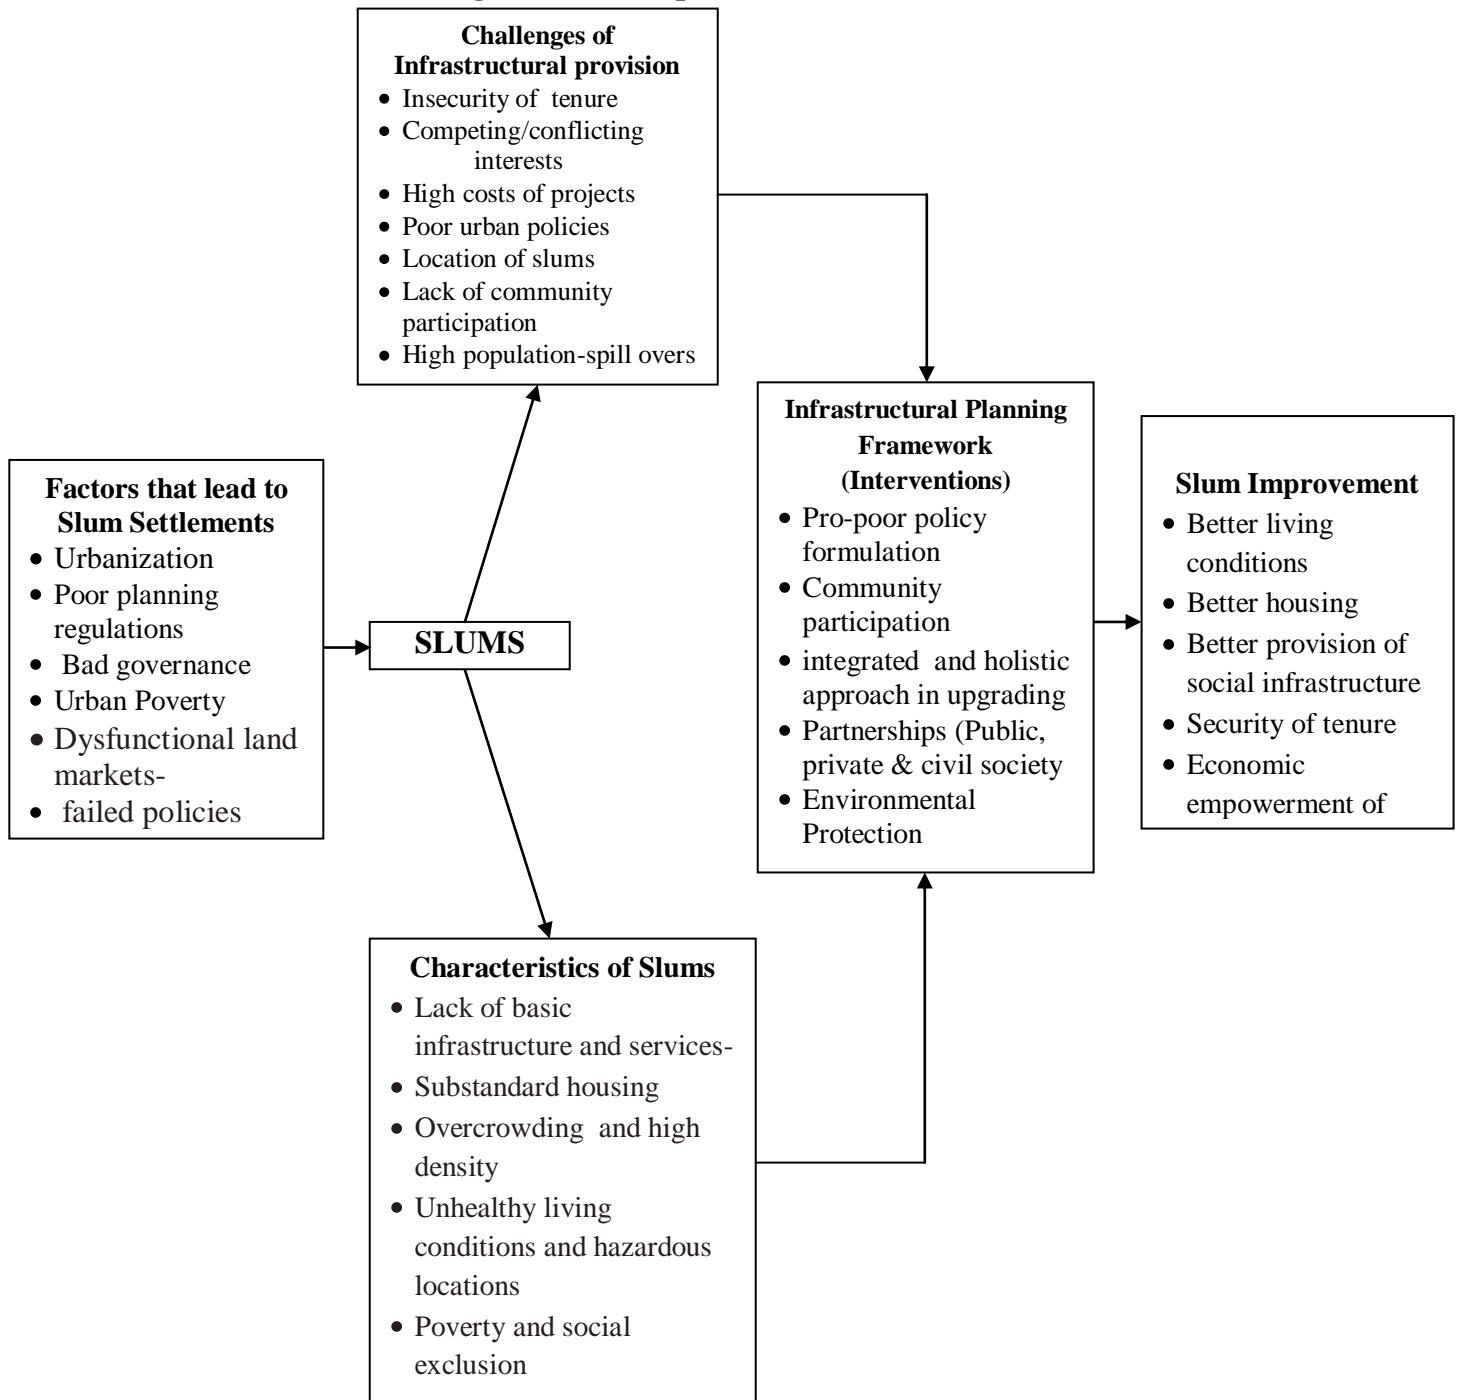 Challenges of
Infrastructural provision
• Insecurity of tenure
• Competing/conflicting
interests
• High costs of projects
• Poor urban policies
• Location of slums
• Lack of community
participation
• High population-spill overs
Factors that lead to
Slum Settlements
• Urbanization
• Poor planning
regulations
• Bad governance
• Urban Poverty
• Dysfunctional land
markets-
• failed policies
SLUMS
Infrastructural Planning
Framework
(Interventions)
• Pro-poor policy
formulation
• Community
participation
• integrated and holistic
approach in upgrading
• Partnerships (Public,
private & civil society
• Environmental
Protection
Slum Improvement
• Better living
conditions
• Better housing
• Better provision of
social infrastructure
• Security of tenure
• Economic
empowerment of
Characteristics of Slums
• Lack of basic
infrastructure and services-
• Substandard housing
• Overcrowding and high
density
• Unhealthy living
conditions and hazardous
locations
• Poverty and social
exclusion